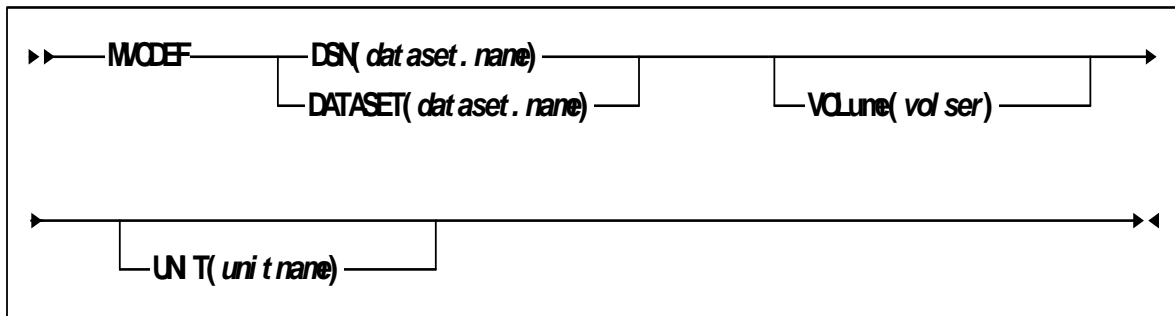 MVCDEF DSN(dataset.name)
DATASET(dataset.name) VOLume(volser)
UNIT(unitname)